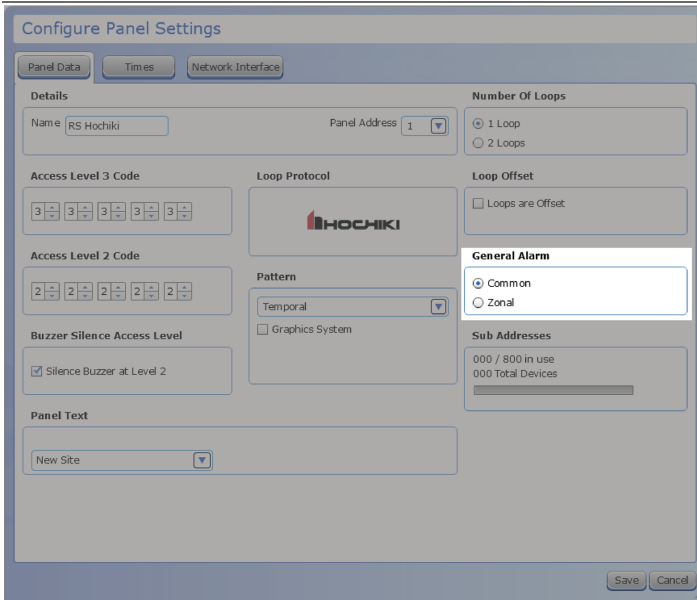 Configure Panel Settings
Panel Data Times Network Interface
Details
Name RS Hochiki Panel Address 1
Number Of Loops
1 Loop
2 Loops
Access Level 3 Code
3 3 3 3 3
Loop Protocol
HOCHIKI
Loop Offset
Loops are Offset
Access Level 2 Code
2 2 2 2 2
Pattern
Temporal
Graphics System
General Alarm
Common
Zonal
Buzzer Silence Access Level
Silence Buzzer at Level 2
Sub Addresses
000 / 800 in use
000 Total Devices
Panel Text
New Site
Save Cancel